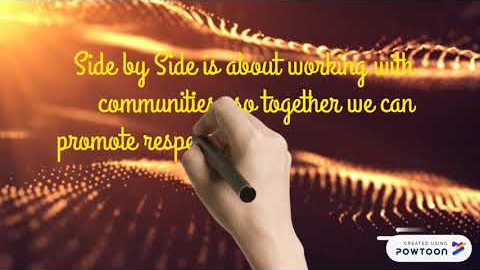 Side by Side is about working with
communities so together we can
promote
CREATED USING
POWTOON